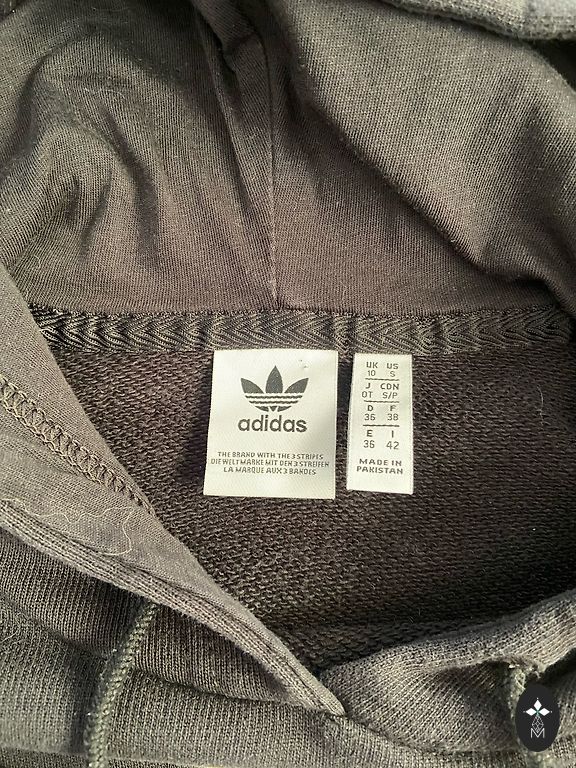 adidas
THE BRAND WITH THE 3 STRIPES
DIE WELTMARKE MIT DEN 3 STREIFEN
LA MARQUE AUX 3 BANDES
UK US
10 S
J CDN
OT S/P
D F
36 38
E I
36 42
MADE IN
PAKISTAN
M